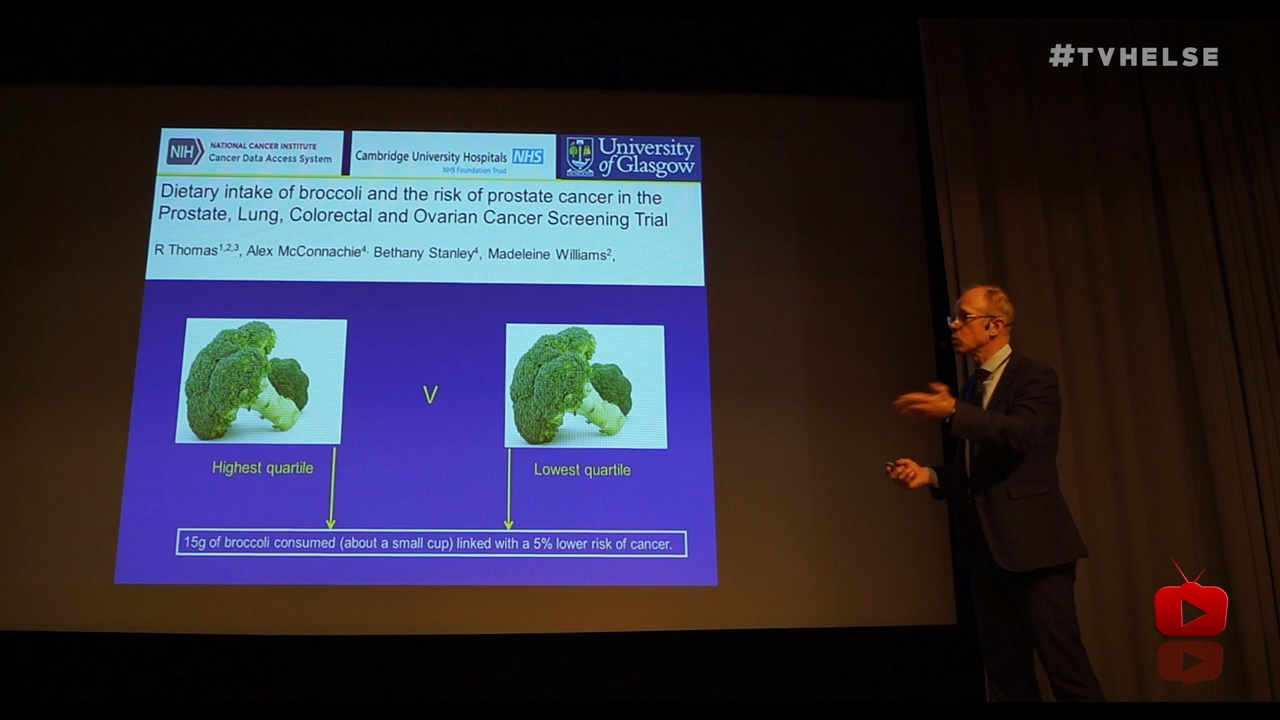 #TVHELSE
NIH NATIONAL CANCER INSTITUTE
Cancer Data Access System
Cambridge University Hospitals NHS
NHS Foundation Trust
University
of Glasgow
Dietary intake of broccoli and the risk of prostate cancer in the
Prostate, Lung, Colorectal and Ovarian Cancer Screening Trial
R Thomas1,2,3, Alex McConnachie4, Bethany Stanley4, Madeleine Williams2,
V
Highest quartile
Lowest quartile
15g of broccoli consumed (about a small cup) linked with a 5% lower risk of cancer.